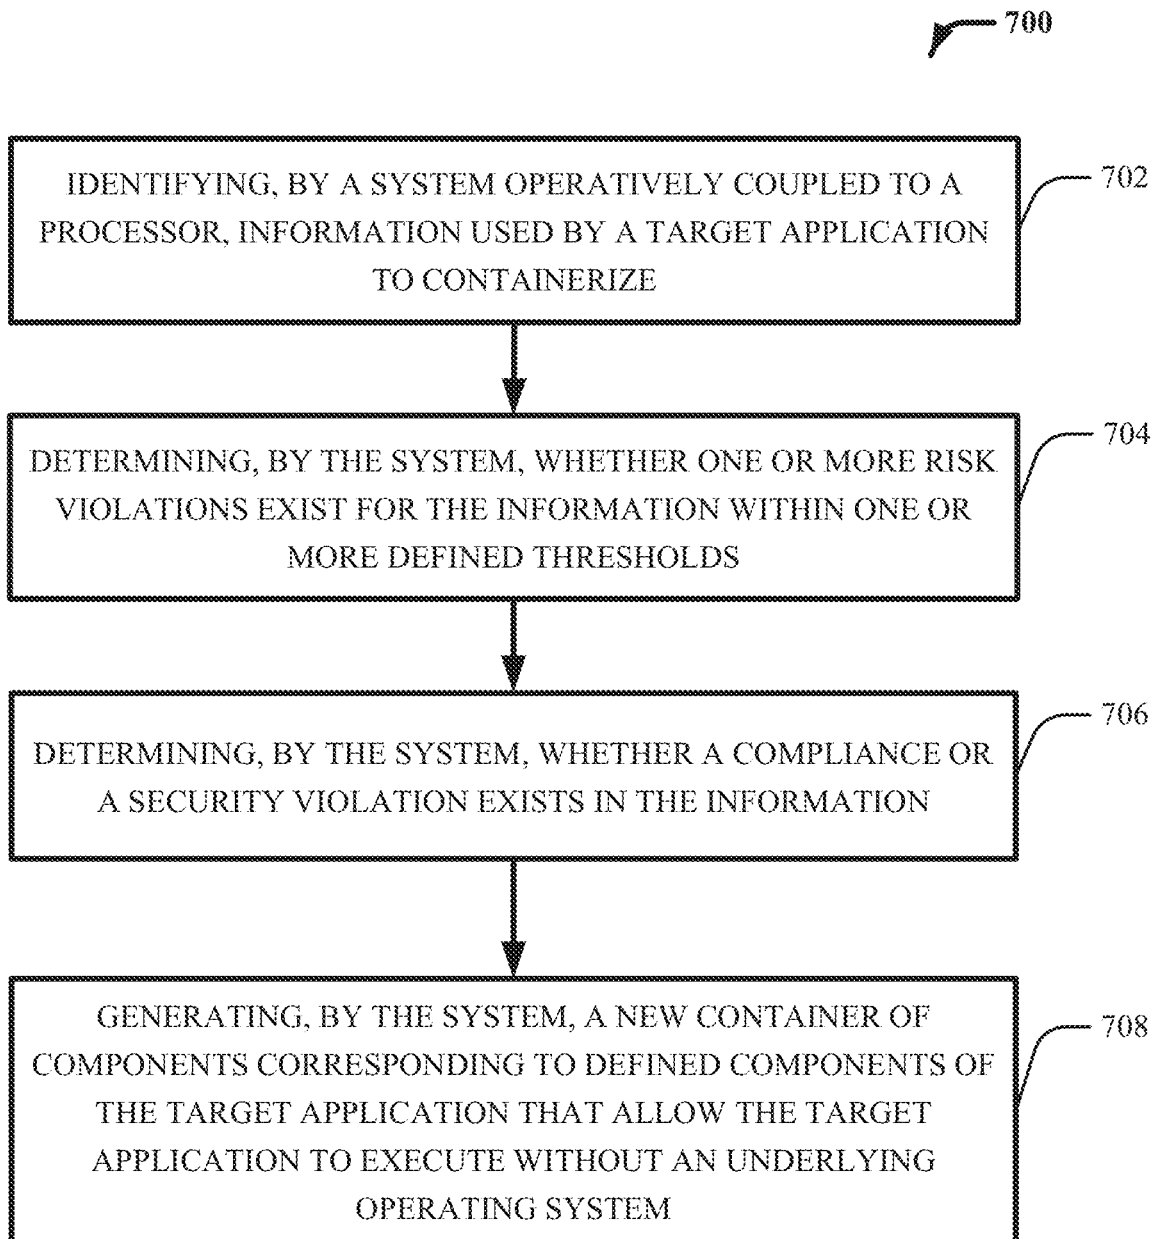 700
IDENTIFYING, BY A SYSTEM OPERATIVELY COUPLED TO A
PROCESSOR, INFORMATION USED BY A TARGET APPLICATION
TO CONTAINERIZE
702
DETERMINING, BY THE SYSTEM, WHETHER ONE OR MORE RISK
VIOLATIONS EXIST FOR THE INFORMATION WITHIN ONE OR
MORE DEFINED THRESHOLDS
704
DETERMINING, BY THE SYSTEM, WHETHER A COMPLIANCE OR
A SECURITY VIOLATION EXISTS IN THE INFORMATION
706
GENERATING, BY THE SYSTEM, A NEW CONTAINER OF
COMPONENTS CORRESPONDING TO DEFINED COMPONENTS OF
THE TARGET APPLICATION THAT ALLOW THE TARGET
APPLICATION TO EXECUTE WITHOUT AN UNDERLYING
OPERATING SYSTEM
708